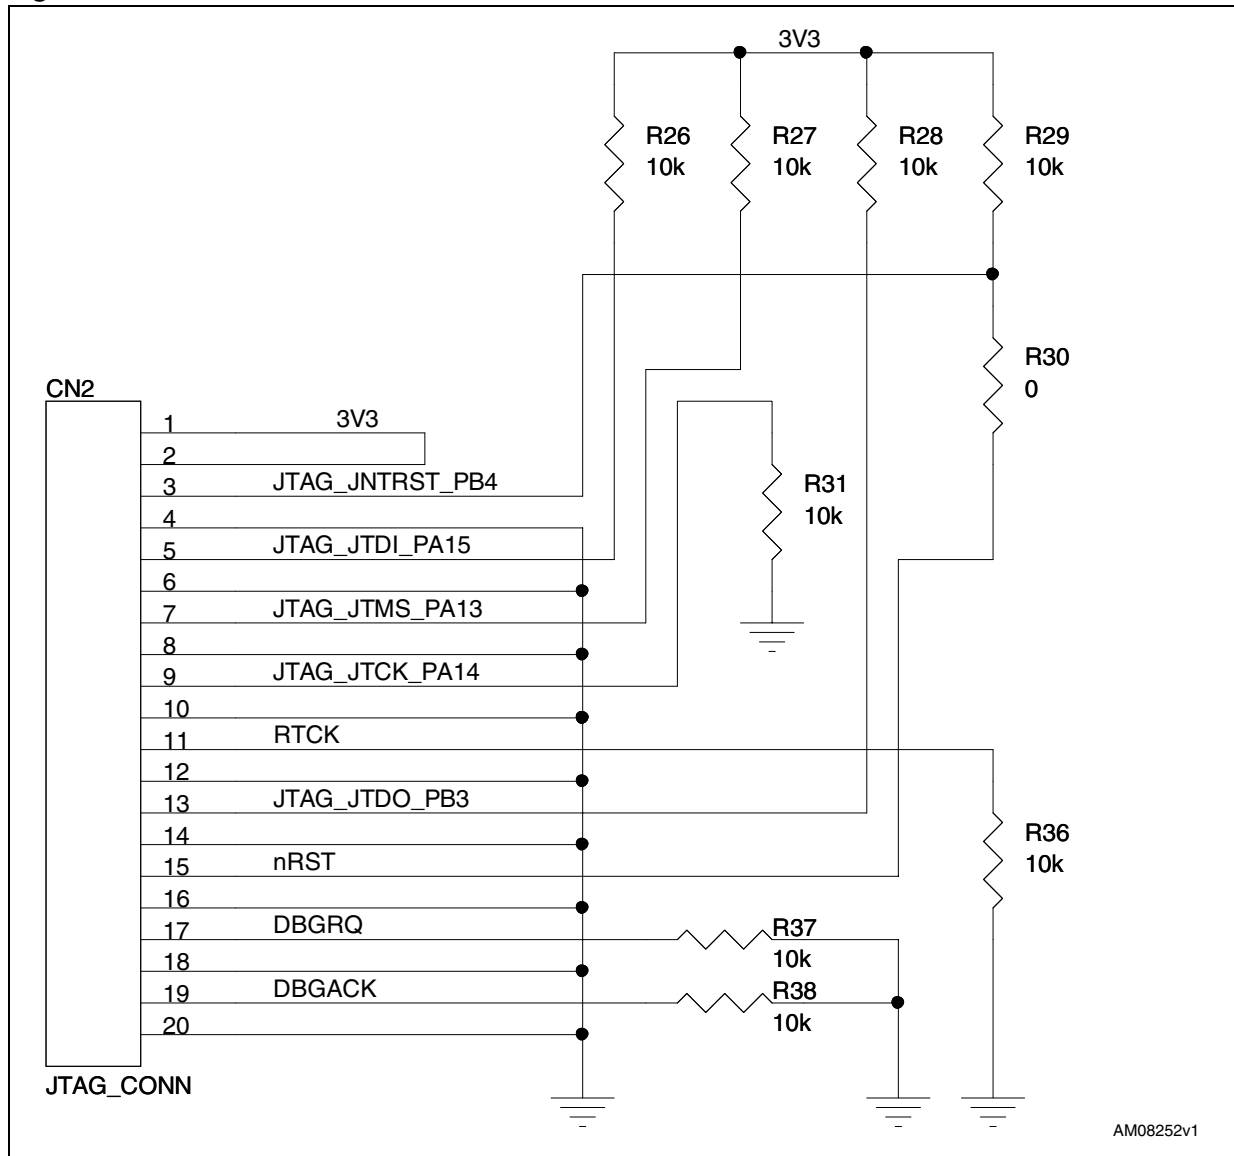 3V3
R26
10k
R27
10k
R28
10k
R29
10k
R30
0
CN2
1
3V3
2
3
JTAG_JNTRST_PB4
R31
10k
4
5
JTAG_JTDI_PA15
6
7
JTAG_JTMS_PA13
8
9
JTAG_JTCK_PA14
10
11
RTCK
12
13
JTAG_JTDO_PB3
14
15
nRST
R36
10k
16
17
DBGRQ
R37
10k
18
19
DBGACK
R38
10k
20
JTAG_CONN
AM08252v1